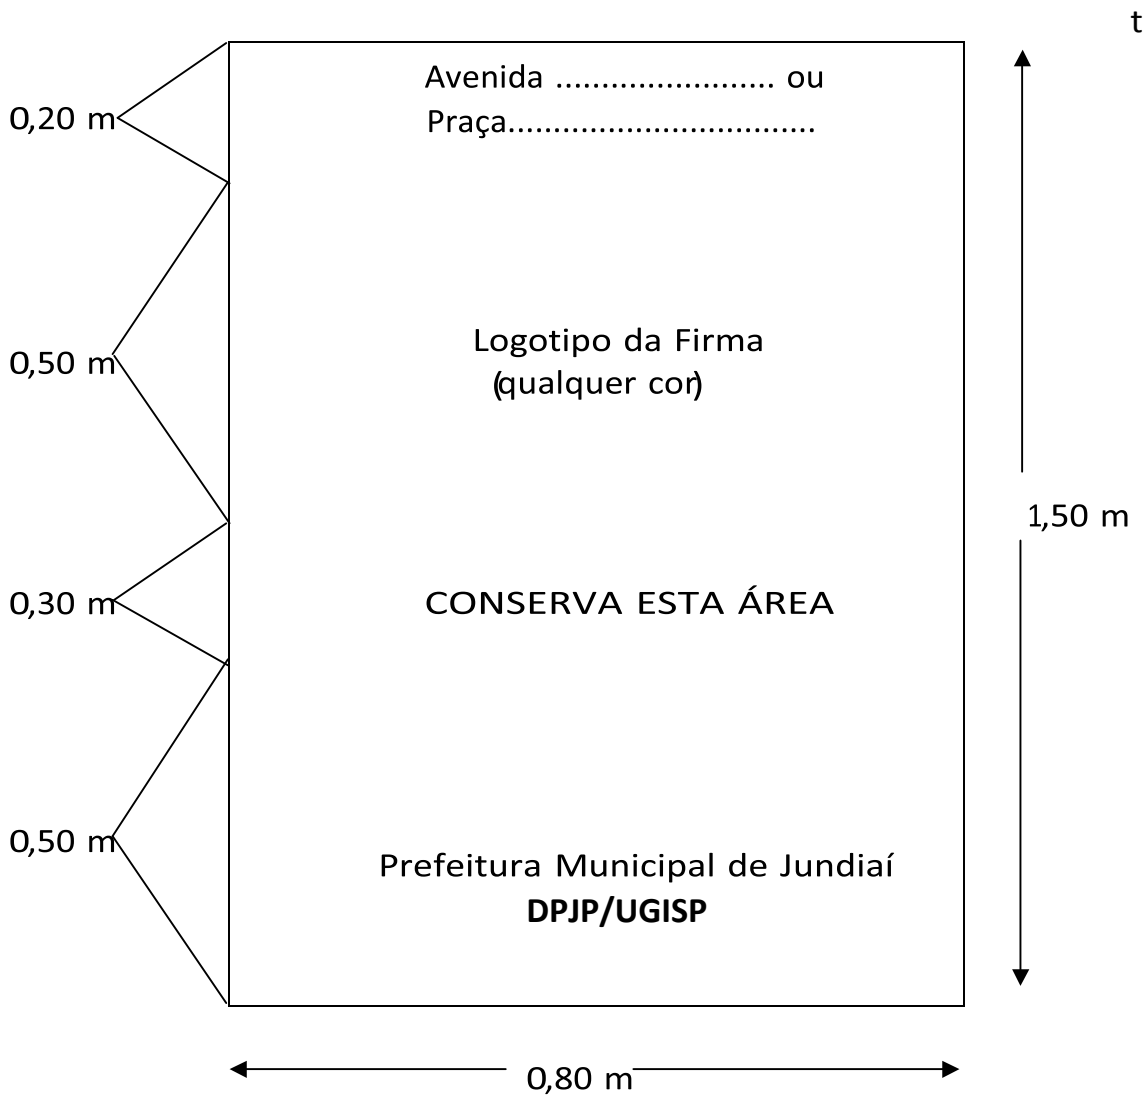 t
Avenida ........................ ou
Praça..................................
0,20 m
Logotipo da Firma
(qualquer cor)
0,50 m
1,50 m
CONSERVA ESTA ÁREA
0,30 m
0,50 m
Prefeitura Municipal de Jundiaí
DPJP/UGISP
0,80 m